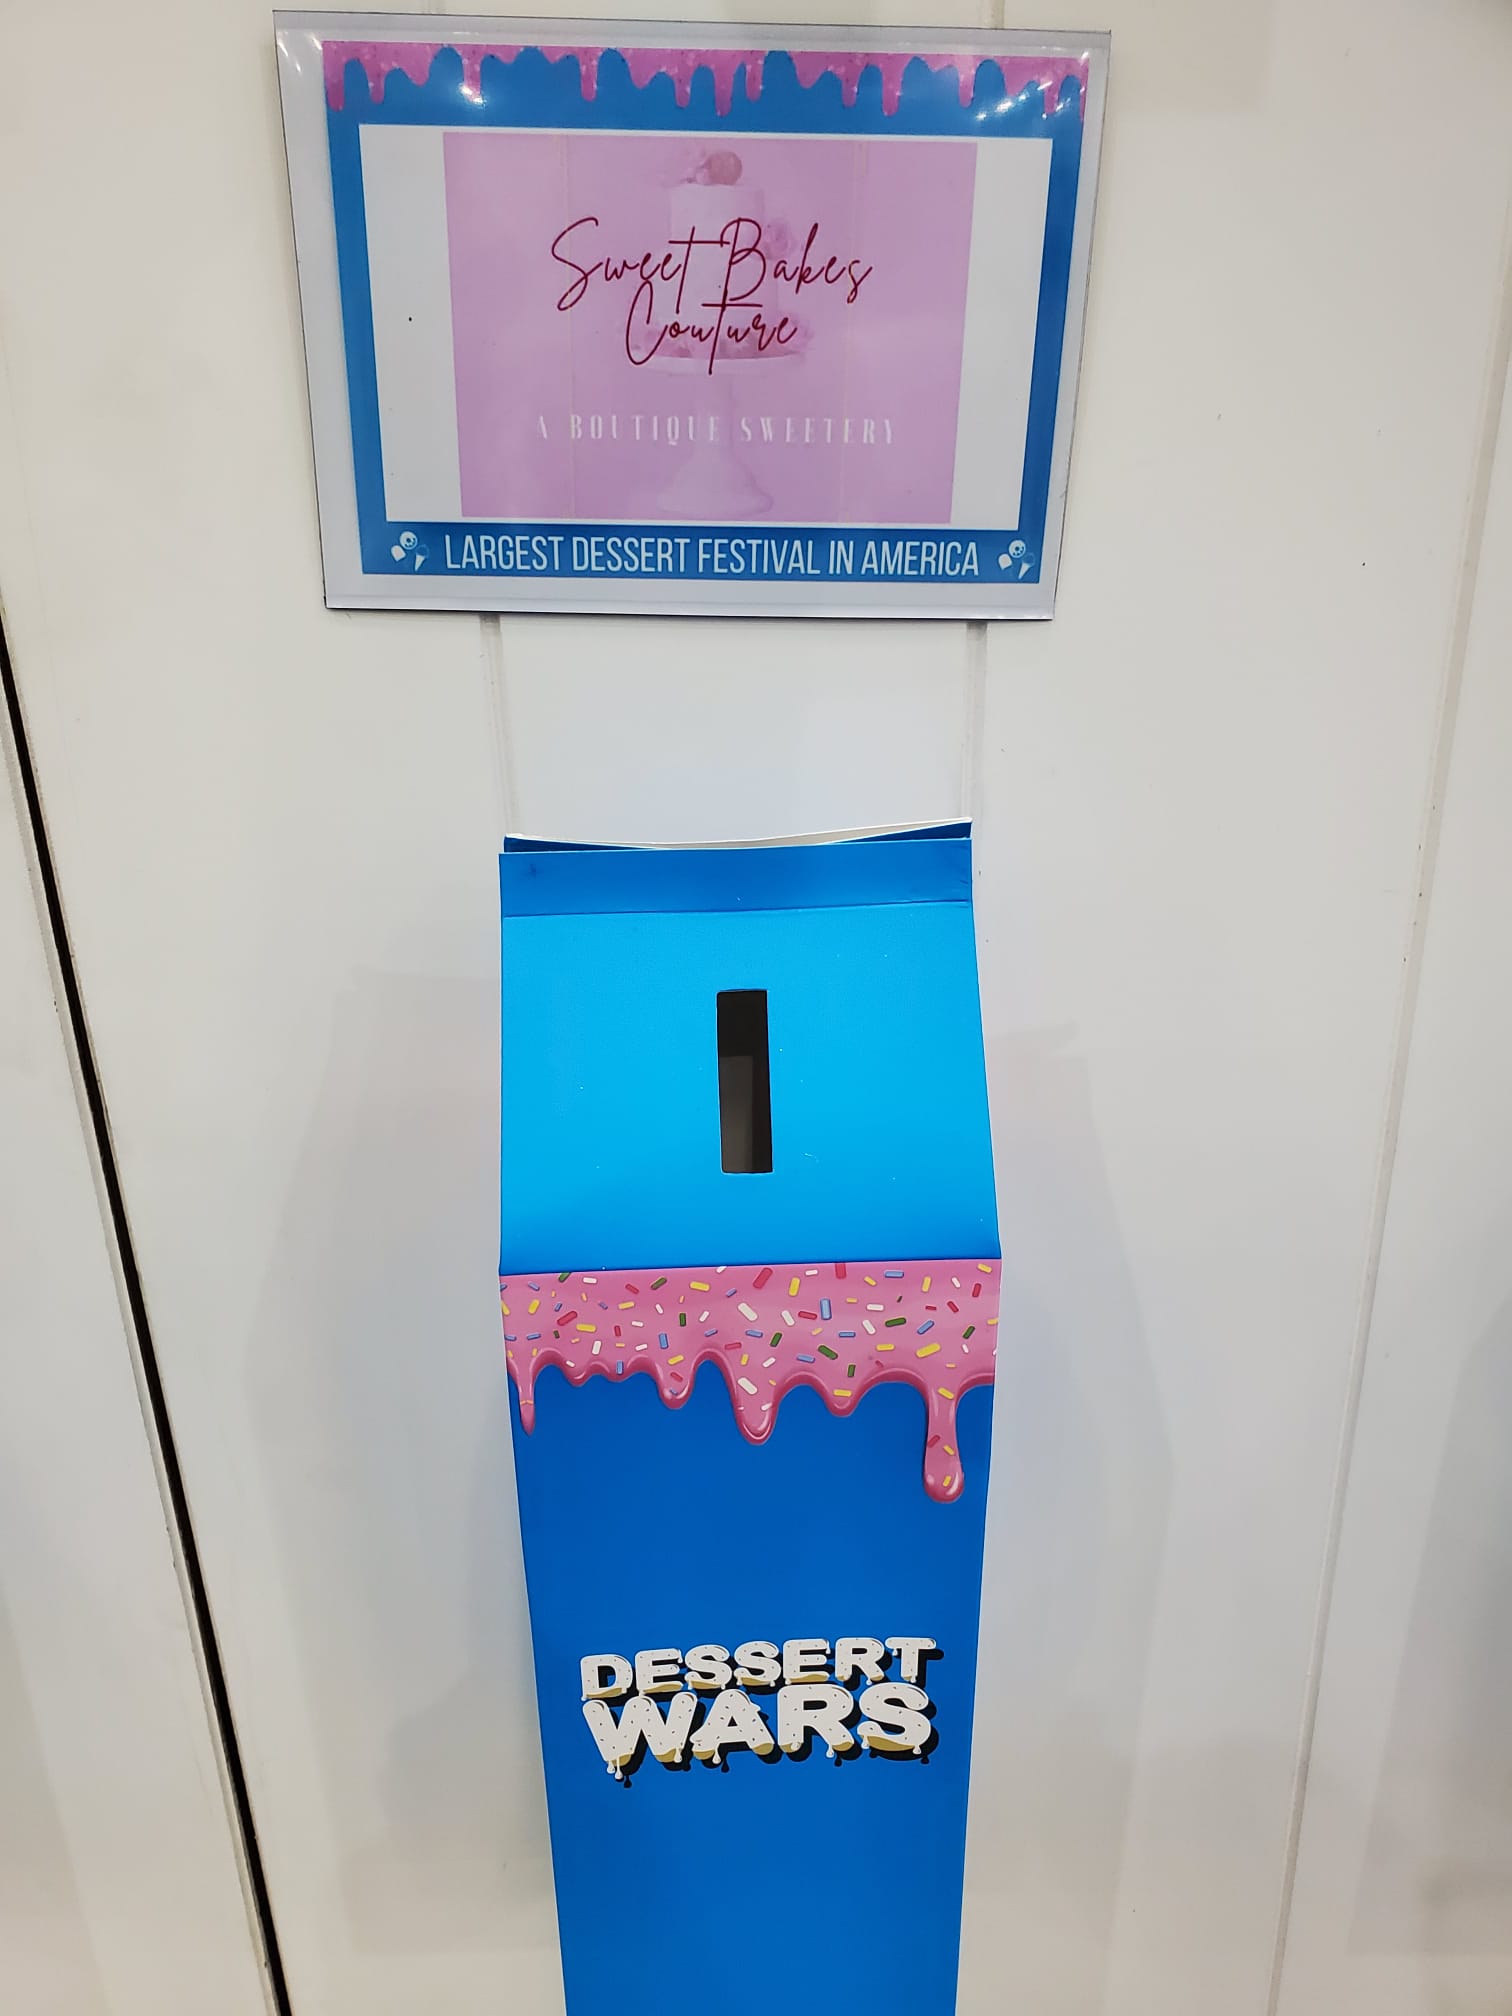 Sweet Bakes
Couture
A BOUTIQUE SWEETERY
LARGEST DESSERT FESTIVAL IN AMERICA
DESSERT
WARS